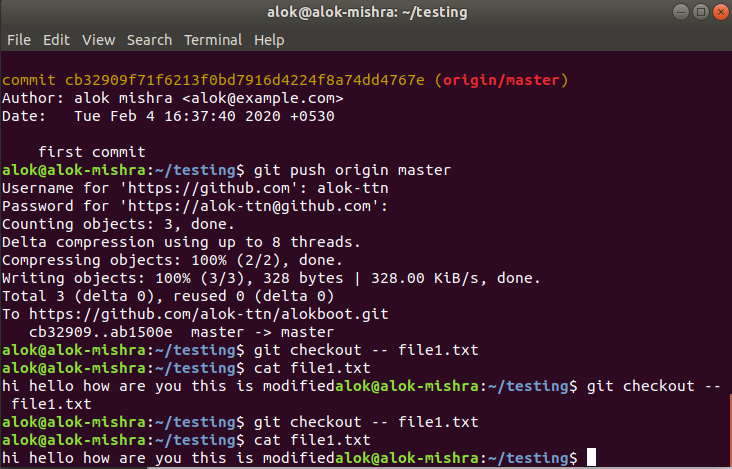 alok@alok-mishra: ~/testing
File Edit View Search Terminal Help
commit cb32909f71f6213f0bd7916d4224f8a74dd4767e (origin/master)
Author: alok mishra <alok@example.com>
Date:   Tue Feb 4 16:37:40 2020 +0530
    first commit
alok@alok-mishra:~/testing$ git push origin master
Username for 'https://github.com': alok-ttn
Password for 'https://alok-ttn@github.com':
Counting objects: 3, done.
Delta compression using up to 8 threads.
Compressing objects: 100% (2/2), done.
Writing objects: 100% (3/3), 328 bytes | 328.00 KiB/s, done.
Total 3 (delta 0), reused 0 (delta 0)
To https://github.com/alok-ttn/alokboot.git
   cb32909..ab1500e  master -> master
alok@alok-mishra:~/testing$ git checkout -- file1.txt
alok@alok-mishra:~/testing$ cat file1.txt
hi hello how are you this is modifiedalok@alok-mishra:~/testing$ git checkout --
 file1.txt
alok@alok-mishra:~/testing$ git checkout -- file1.txt
alok@alok-mishra:~/testing$ cat file1.txt
hi hello how are you this is modifiedalok@alok-mishra:~/testing$